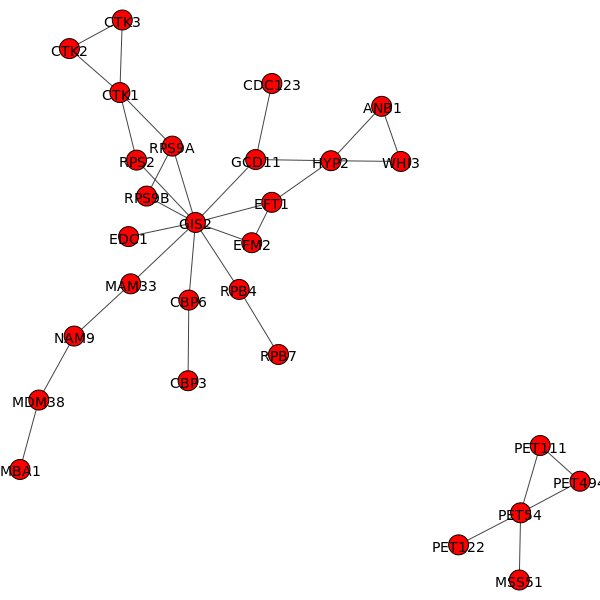 CTK3
CTK2
CTK1
CDC123
ANB1
RPS9A
RPS2
GCD11
HYP2
WHI3
RPS9B
EFT1
GIS2
EDC1
EFM2
MAM33
CBP6
RPB4
NAM9
RPB7
CBP3
MDM38
MBA1
PET111
PET494
PET54
PET122
MSS51